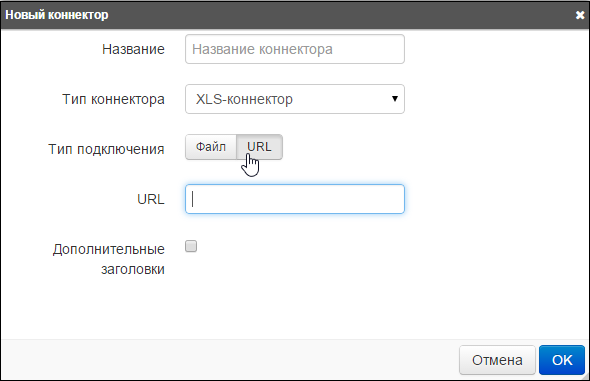 Новый коннектор ×
Название Название коннектора
Тип коннектора XLS-коннектор
Тип подключения Файл URL
URL
Дополнительные
заголовки
Отмена OK